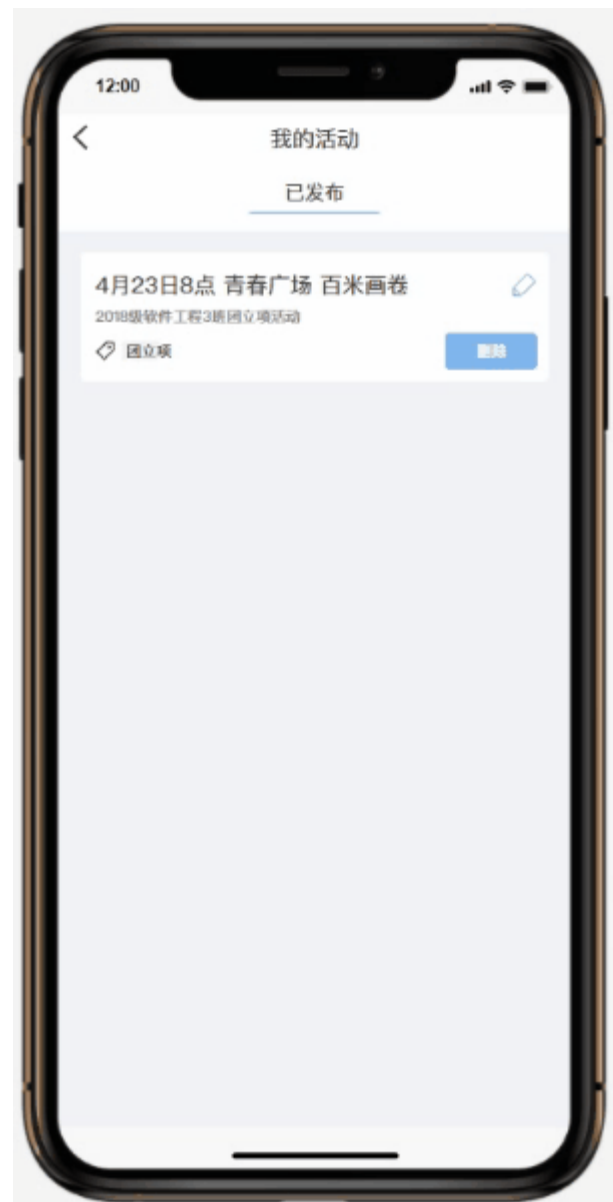 12:00
我的活动
已发布
4月23日8点 青春广场 百米画卷
2018级软件工程3班团立项活动
团立项
删除